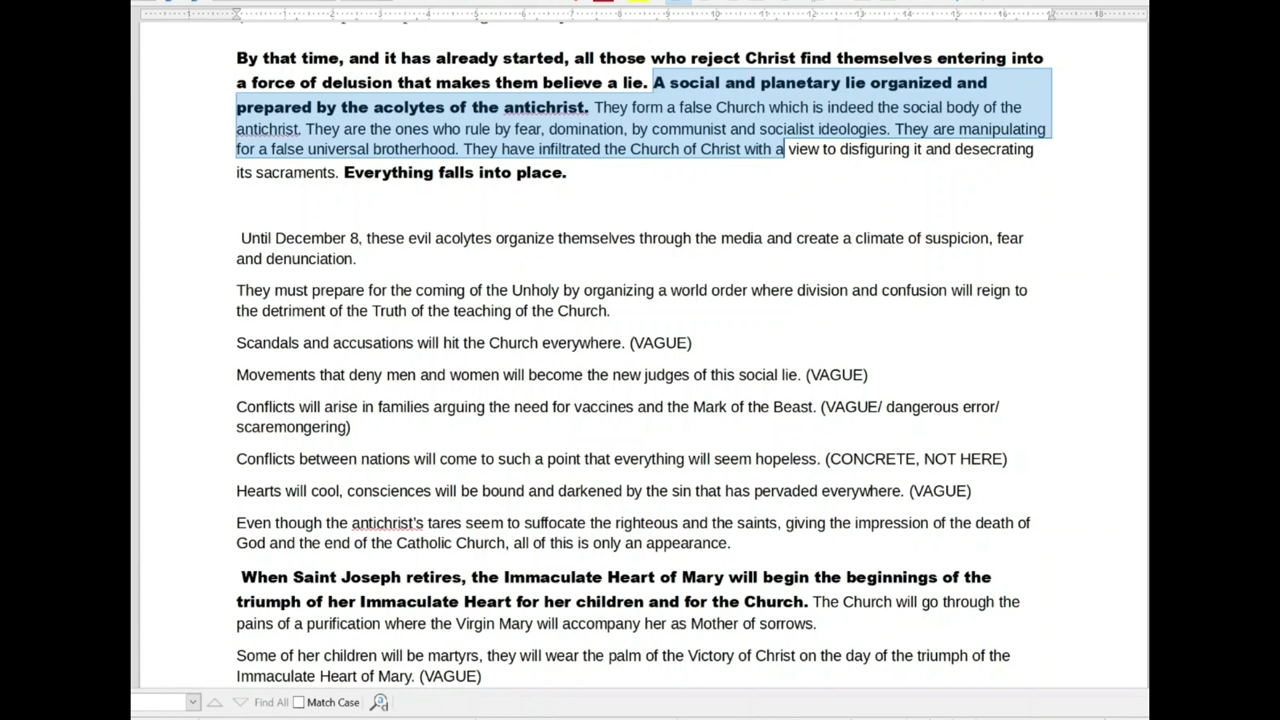 By that time, and it has already started, all those who reject Christ find themselves entering into
a force of delusion that makes them believe a lie. A social and planetary lie organized and
prepared by the acolytes of the antichrist. They form a false Church which is indeed the social body of the
antichrist. They are the ones who rule by fear, domination, by communist and socialist ideologies. They are manipulating
for a false universal brotherhood. They have infiltrated the Church of Christ with a view to disfiguring it and desecrating
its sacraments. Everything falls into place.
Until December 8, these evil acolytes organize themselves through the media and create a climate of suspicion, fear
and denunciation.
They must prepare for the coming of the Unholy by organizing a world order where division and confusion will reign to
the detriment of the Truth of the teaching of the Church.
Scandals and accusations will hit the Church everywhere. (VAGUE)
Movements that deny men and women will become the new judges of this social lie. (VAGUE)
Conflicts will arise in families arguing the need for vaccines and the Mark of the Beast. (VAGUE/ dangerous error/
scaremongering)
Conflicts between nations will come to such a point that everything will seem hopeless. (CONCRETE, NOT HERE)
Hearts will cool, consciences will be bound and darkened by the sin that has pervaded everywhere. (VAGUE)
Even though the antichrist's tares seem to suffocate the righteous and the saints, giving the impression of the death of
God and the end of the Catholic Church, all of this is only an appearance.
When Saint Joseph retires, the Immaculate Heart of Mary will begin the beginnings of the
triumph of her Immaculate Heart for her children and for the Church. The Church will go through the
pains of a purification where the Virgin Mary will accompany her as Mother of sorrows.
Some of her children will be martyrs, they will wear the palm of the Victory of Christ on the day of the triumph of the
Immaculate Heart of Mary. (VAGUE)
Find All Match Case